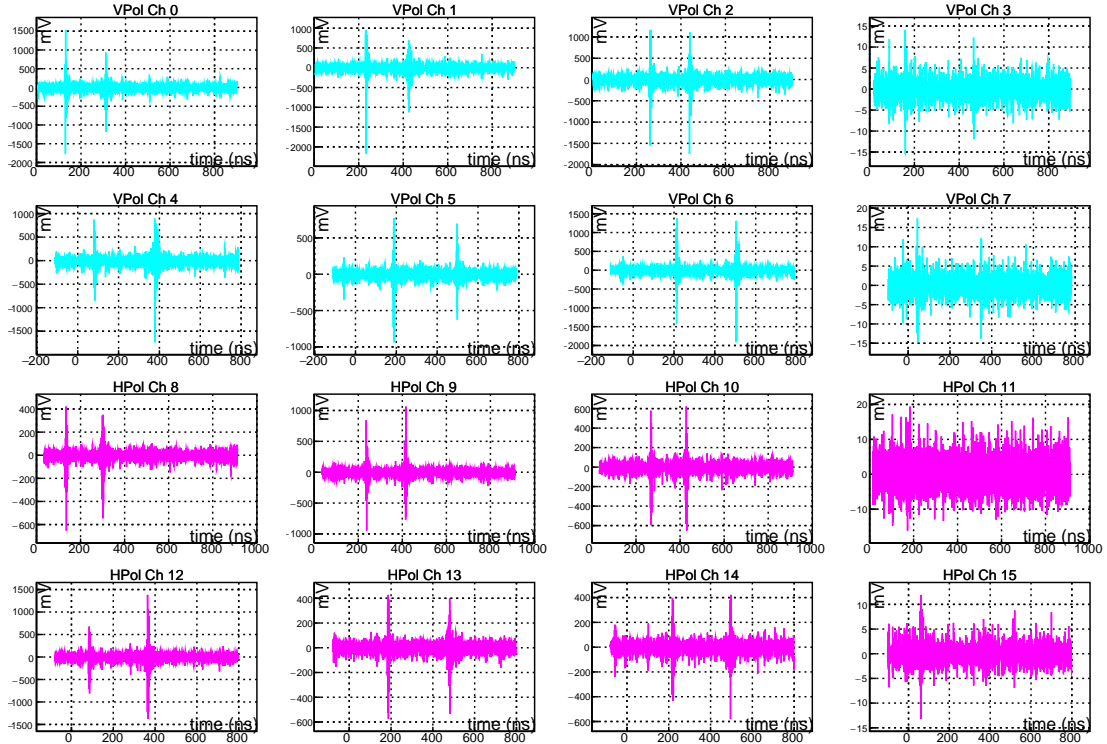 VPol Ch 0 VPol Ch 1 VPol Ch 2 VPol Ch 3
mV mV mV mV
1500 1000 500 0 −500 −1000 −1500 −2000
1000 500 0 −500 −1000 −1500 −2000
1000 500 0 −500 −1000 −1500 −2000
15 10 5 0 −5 −10 −15
time (ns) time (ns) time (ns) time (ns)
0 200 400 600 800 0 200 400 600 800 0 200 400 600 800 0 200 400 600 800
VPol Ch 4 VPol Ch 5 VPol Ch 6 VPol Ch 7
mV mV mV mV
1000 500 0 −500 −1000 −1500
500 0 −500 −1000
1500 1000 500 0 −500 −1000 −1500 −2000
20 15 10 5 0 −5 −10 −15
time (ns) time (ns) time (ns) time (ns)
−200 0 200 400 600 800 −200 0 200 400 600 800 −200 0 200 400 600 800 0 200 400 600 800
HPol Ch 8 HPol Ch 9 HPol Ch 10 HPol Ch 11
mV mV mV mV
400 200 0 −200 −400 −600
1000 500 0 −500 −1000
600 400 200 0 −200 −400 −600
20 10 0 −10
time (ns) time (ns) time (ns) time (ns)
0 200 400 600 800 1000 0 200 400 600 800 1000 0 200 400 600 800 1000 0 200 400 600 800 1000
HPol Ch 12 HPol Ch 13 HPol Ch 14 HPol Ch 15
mV mV mV mV
1500 1000 500 0 −500 −1000 −1500
400 200 0 −200 −400 −600
400 200 0 −200 −400 −600
10 5 0 −5 −10 −15
time (ns) time (ns) time (ns) time (ns)
0 200 400 600 800 0 200 400 600 800 0 200 400 600 800 0 200 400 600 800